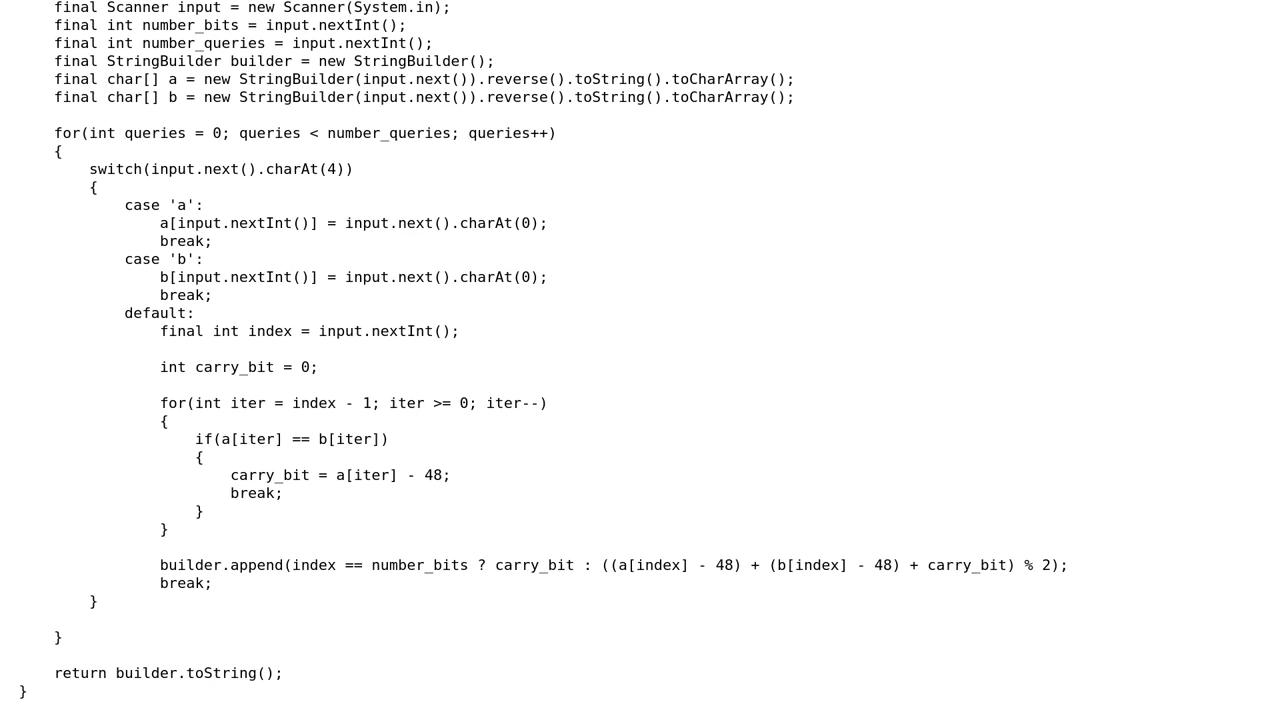 final Scanner input = new Scanner(System.in);
final int number_bits = input.nextInt();
final int number_queries = input.nextInt();
final StringBuilder builder = new StringBuilder();
final char[] a = new StringBuilder(input.next()).reverse().toString().toCharArray();
final char[] b = new StringBuilder(input.next()).reverse().toString().toCharArray();

for(int queries = 0; queries < number_queries; queries++)
{
    switch(input.next().charAt(4))
    {
        case 'a':
            a[input.nextInt()] = input.next().charAt(0);
            break;
        case 'b':
            b[input.nextInt()] = input.next().charAt(0);
            break;
        default:
            final int index = input.nextInt();

            int carry_bit = 0;

            for(int iter = index - 1; iter >= 0; iter--)
            {
                if(a[iter] == b[iter])
                {
                    carry_bit = a[iter] - 48;
                    break;
                }
            }

            builder.append(index == number_bits ? carry_bit : ((a[index] - 48) + (b[index] - 48) + carry_bit) % 2);
            break;
    }

}

return builder.toString();
}